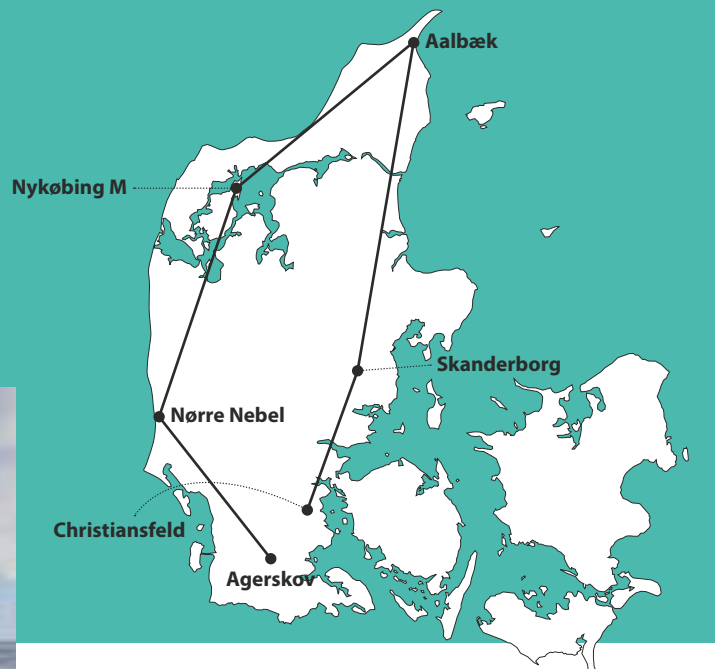 Aalbæk
Nykøbing M
Skanderborg
Nørre Nebel
Christiansfeld
Agerskov